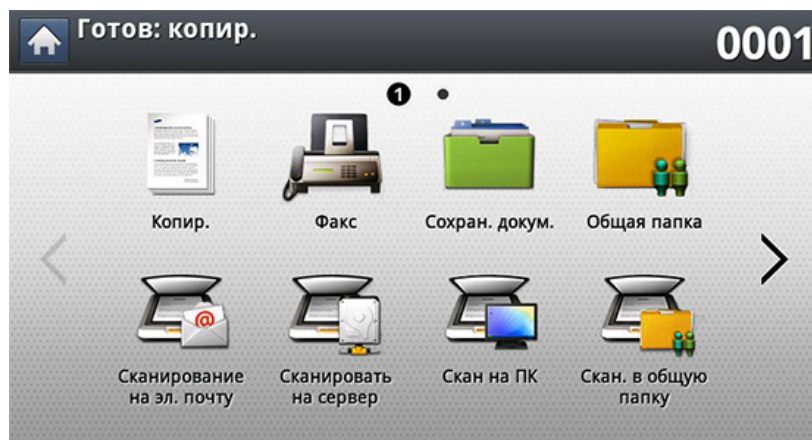 Готов: копир.
0001
1
Копир.
Факс
Сохран. докум.
Общая папка
@
Сканирование
на эл. почту
Сканировать
на сервер
Скан на ПК
Скан. в общую
папку